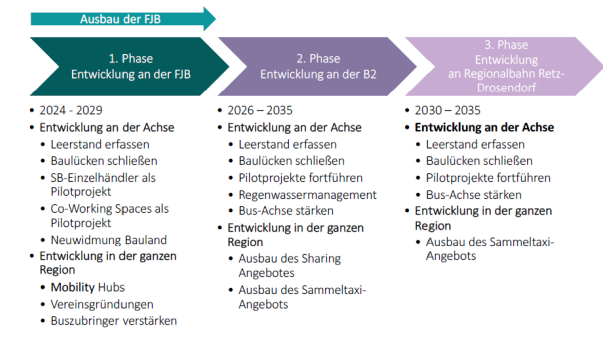 Ausbau der FJB
1. Phase
Entwicklung an der FJB
2. Phase
Entwicklung an der B2
3. Phase
Entwicklung
an Regionalbahn Retz-
Drosendorf
• 2024 - 2029
• Entwicklung an der Achse
• Leerstand erfassen
• Baulücken schließen
• SB-Einzelhändler als
Pilotprojekt
• Co-Working Spaces als
Pilotprojekt
• Neuwidmung Bauland
• Entwicklung in der ganzen
Region
• Mobility Hubs
• Vereinsgründungen
• Buszubringer verstärken
• 2026 – 2035
• Entwicklung an der Achse
• Leerstand erfassen
• Baulücken schließen
• Pilotprojekte fortführen
• Regenwassermanagement
• Bus-Achse stärken
• Entwicklung in der ganzen
Region
• Ausbau des Sharing
Angebotes
• Ausbau des Sammeltaxi-
Angebots
• 2030 – 2035
• Entwicklung an der Achse
• Leerstand erfassen
• Baulücken schließen
• Pilotprojekte fortführen
• Bus-Achse stärken
• Entwicklung in der ganzen
Region
• Ausbau des Sammeltaxi-
Angebots